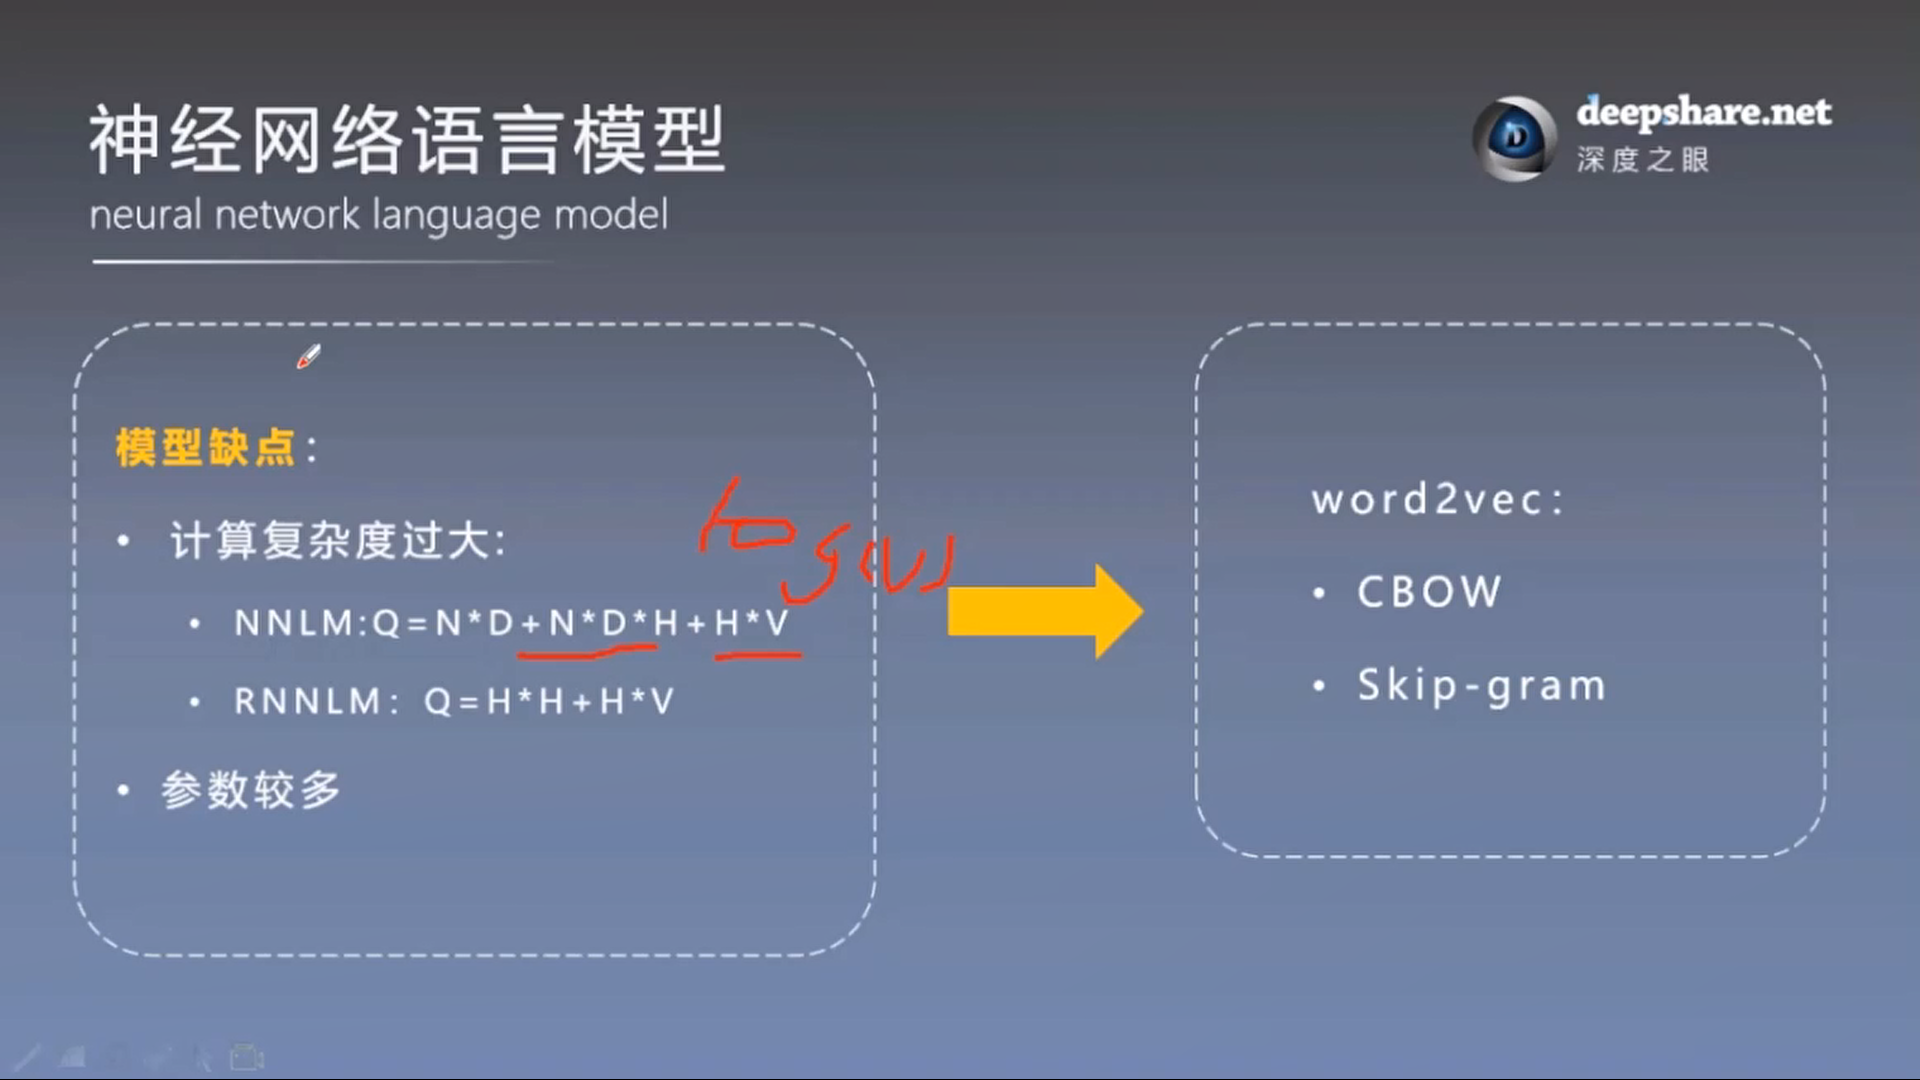 神经网络语言模型
neural network language model
deepshare.net
深度之眼
模型缺点:
• 计算复杂度过大:
log(V)
• NNLM:Q=N*D+N*D*H+H*V
• RNNLM: Q=H*H+H*V
• 参数较多
word2vec:
• CBOW
• Skip-gram